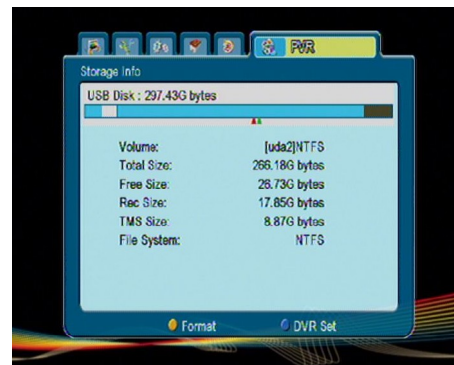 PVR
Storage Info
USB Disk : 297.43G bytes
Volume: [uda2]NTFS
Total Size: 266.18G bytes
Free Size: 26.73G bytes
Rec Size: 17.85G bytes
TMS Size: 8.87G bytes
File System: NTFS
Format DVR Set